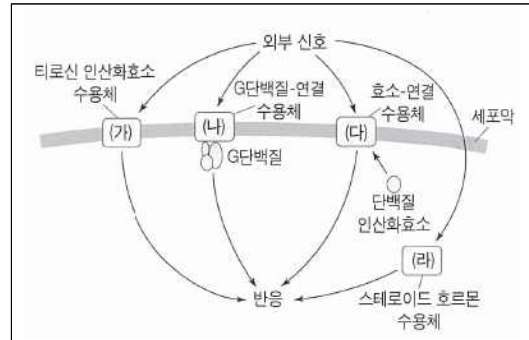 외부 신호
티로신 인산화효소
수용체
G단백질-연결
수용체
효소-연결
수용체
세포막
(가)
(나)
(다)
G단백질
단백질
인산화효소
(라)
반응
스테로이드 호르몬
수용체